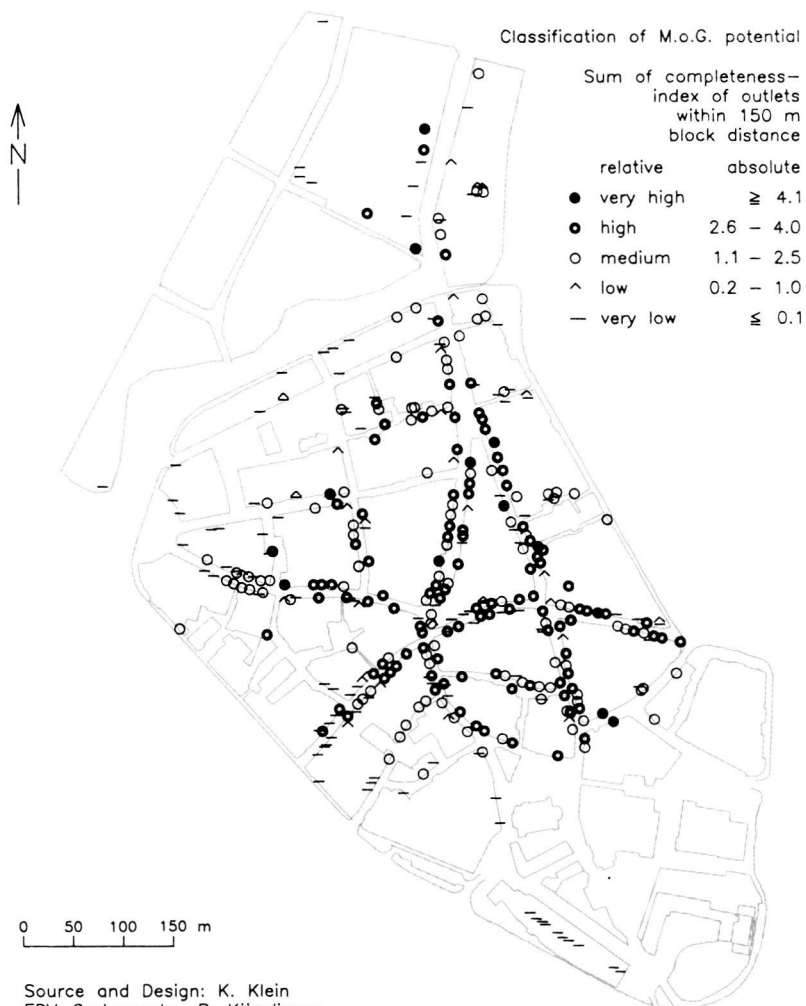 Classification of M.o.G. potential
Sum of completeness-
index of outlets
within 150 m
block distance
relative absolute
very high ≧ 4.1
high 2.6 – 4.0
medium 1.1 – 2.5
low 0.2 – 1.0
very low ≦ 0.1
N
0 50 100 150 m
Source and Design: K. Klein